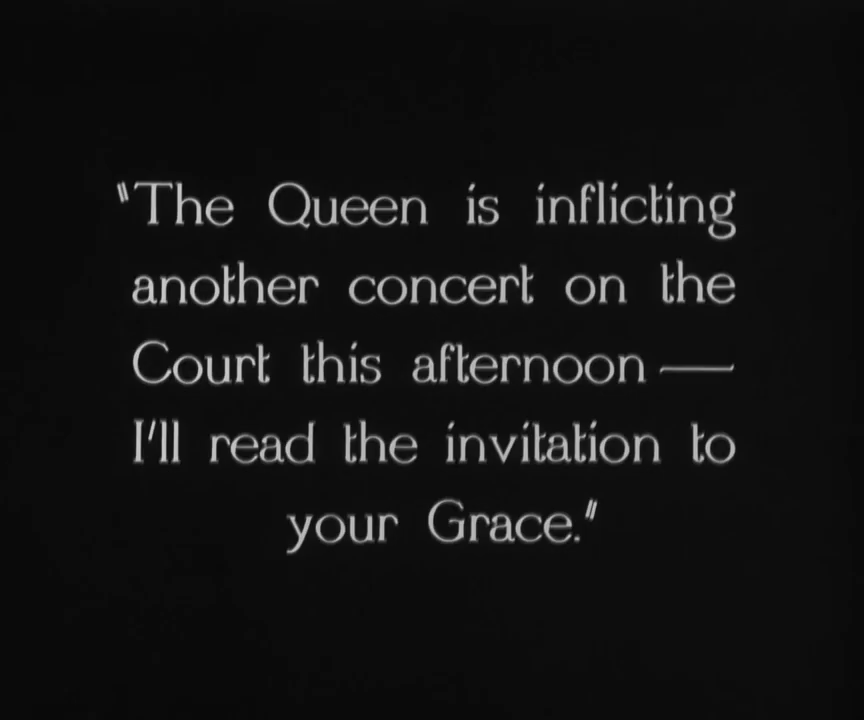 "The Queen is inflicting
another concert on the
Court this afternoon —
I'll read the invitation to
your Grace."